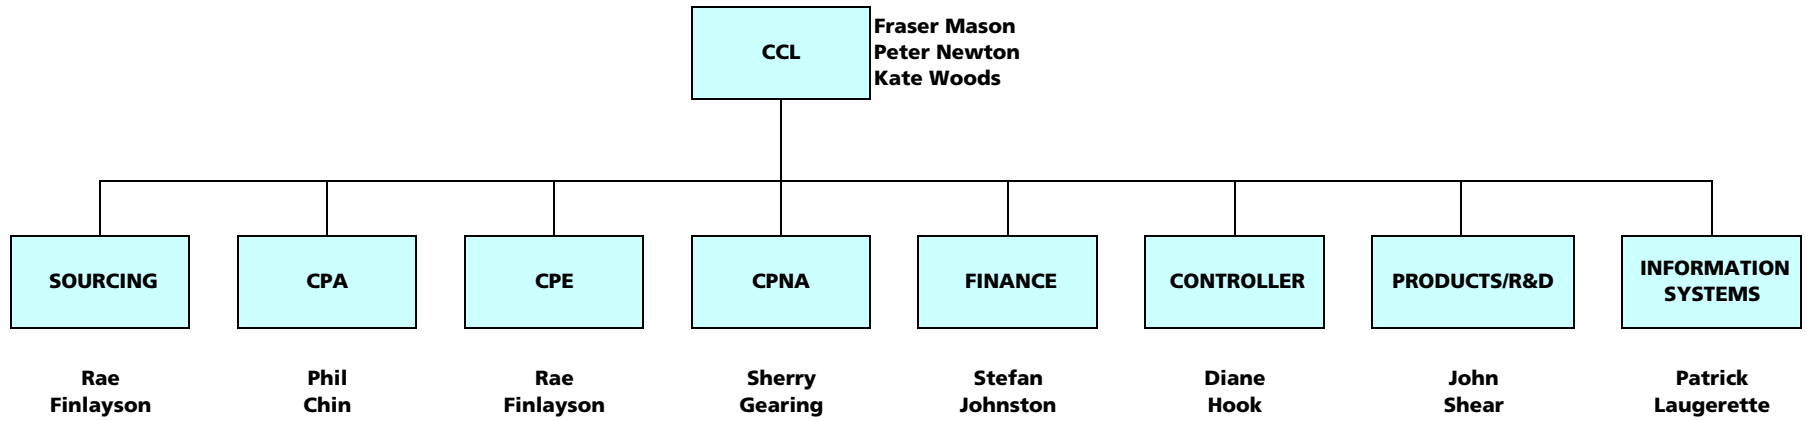 CCL
Fraser Mason
Peter Newton
Kate Woods
SOURCING
CPA
CPE
CPNA
FINANCE
CONTROLLER
PRODUCTS/R&D
INFORMATION
SYSTEMS
Rae
Finlayson
Phil
Chin
Rae
Finlayson
Sherry
Gearing
Stefan
Johnston
Diane
Hook
John
Shear
Patrick
Laugerette